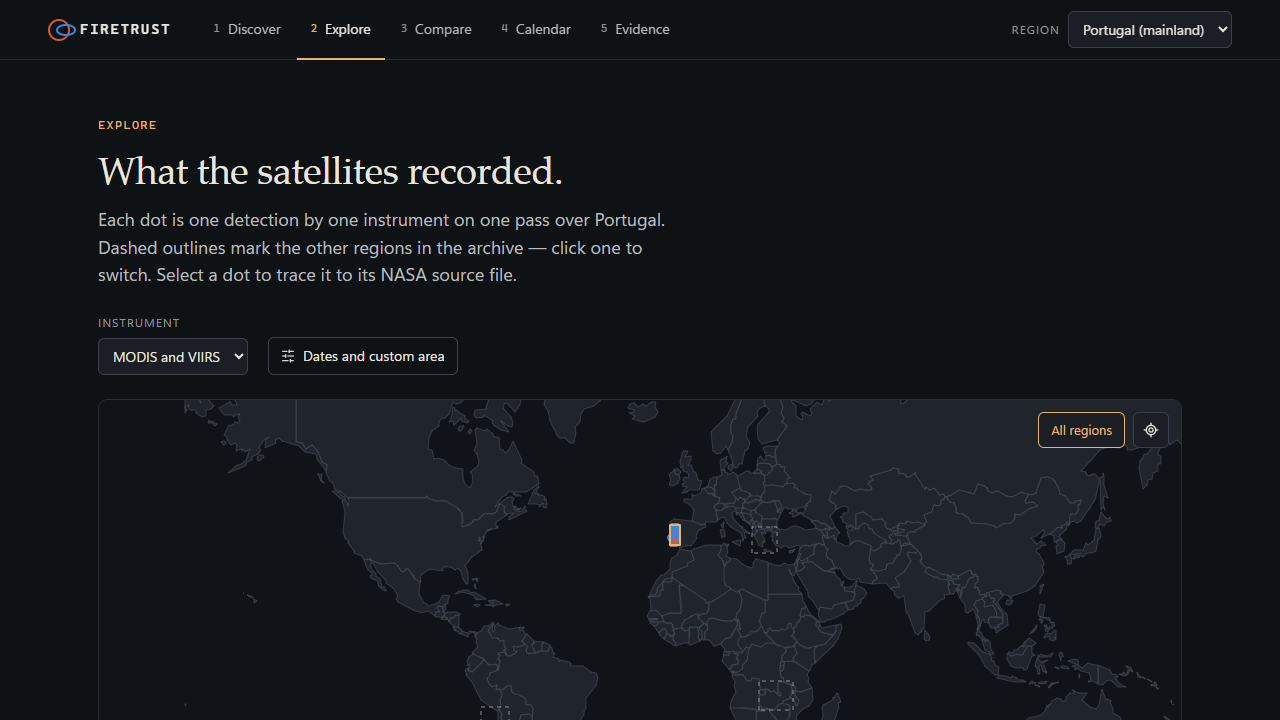 FIRETRUST
1 Discover
2 Explore
3 Compare
4 Calendar
5 Evidence
REGION
Portugal (mainland)
EXPLORE
What the satellites recorded.
Each dot is one detection by one instrument on one pass over Portugal.
Dashed outlines mark the other regions in the archive — click one to
switch. Select a dot to trace it to its NASA source file.
INSTRUMENT
MODIS and VIIRS
Dates and custom area
All regions